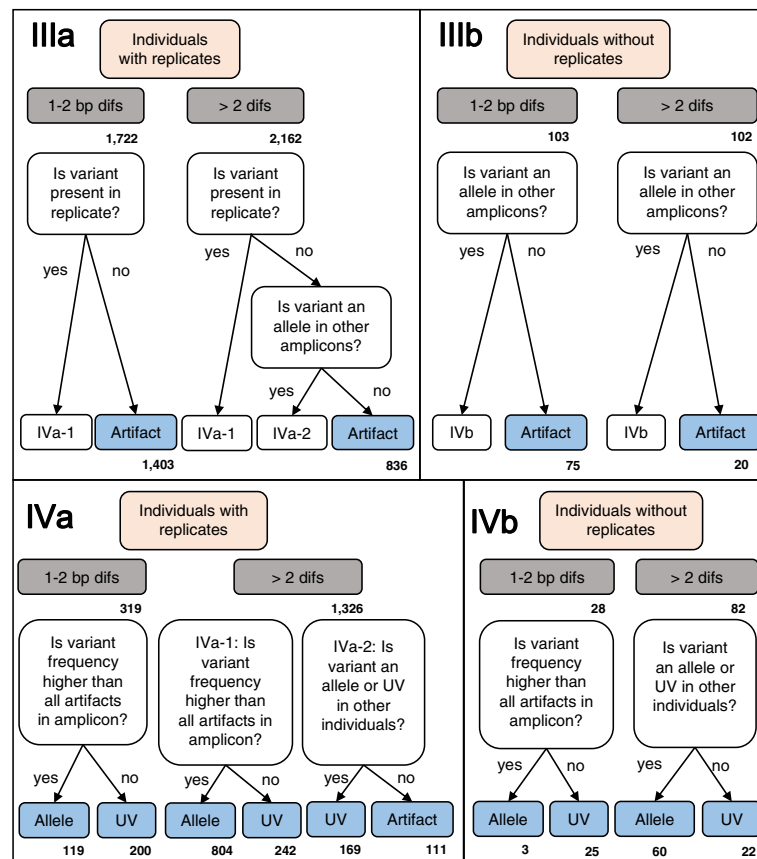 IIIa
Individuals
with replicates
1-2 bp difs
> 2 difs
1,722
2,162
Is variant
present in
replicate?
Is variant
present in
replicate?
yes
no
yes
no
Is variant an
allele in other
amplicons?
yes
no
IVa-1
Artifact
IVa-1
IVa-2
Artifact
1,403
836
IIIb
Individuals without
replicates
1-2 bp difs
> 2 difs
103
102
Is variant an
allele in other
amplicons?
Is variant an
allele in other
amplicons?
yes
no
yes
no
IVb
Artifact
IVb
Artifact
75
20
IVa
Individuals with
replicates
1-2 bp difs
> 2 difs
319
1,326
Is variant
frequency
higher than
all artifacts
in amplicon?
IVa-1: Is
variant
frequency
higher than
all artifacts in
amplicon?
IVa-2: Is
variant an
allele or UV
in other
individuals?
yes
no
yes
no
yes
no
Allele
UV
Allele
UV
UV
Artifact
119
200
804
242
169
111
IVb
Individuals without
replicates
1-2 bp difs
> 2 difs
28
82
Is variant
frequency
higher than
all artifacts in
amplicon?
Is variant
an allele or
UV in other
individuals?
yes
no
yes
no
Allele
UV
Allele
UV
3
25
60
22